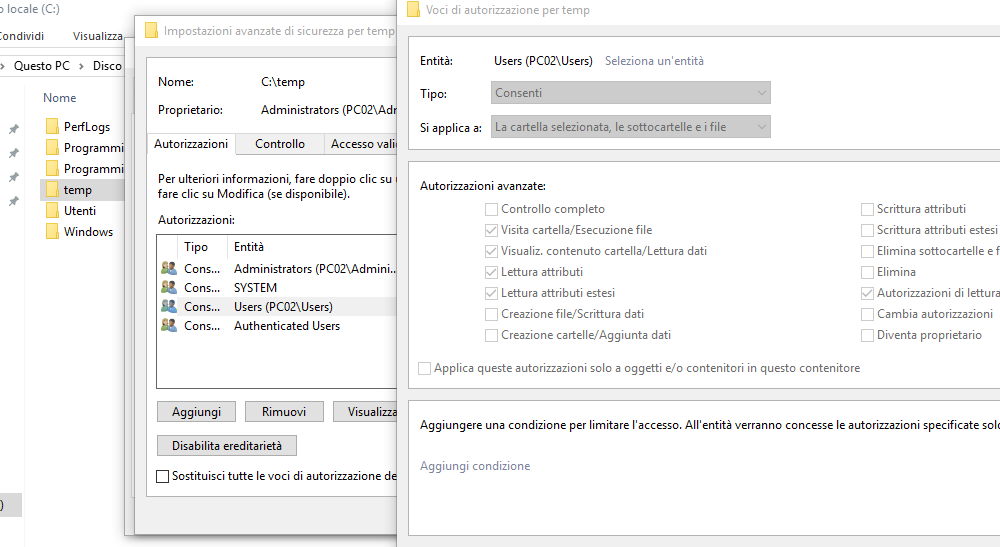 o locale (C:)
Condividi Visualizza
Questo PC Disco
Nome
PerfLogs
Programmi
Programmi
temp
Utenti
Windows
)
Impostazioni avanzate di sicurezza per temp
Nome: C:\temp
Proprietario: Administrators (PC02\Adr
Autorizzazioni Controllo Accesso vali
Per ulteriori informazioni, fare doppio clic su u
fare clic su Modifica (se disponibile).
Autorizzazioni:
Tipo Entità
Cons... Administrators (PC02\Admini...
Cons... SYSTEM
Cons... Users (PC02\Users)
Cons... Authenticated Users
Aggiungi Rimuovi Visualizza
Disabilita ereditarietà
Sostituisci tutte le voci di autorizzazione de
Voci di autorizzazione per temp
Entità: Users (PC02\Users) Seleziona un'entità
Tipo: Consenti
Si applica a: La cartella selezionata, le sottocartelle e i file
Autorizzazioni avanzate:
Controllo completo
Visita cartella/Esecuzione file
Visualiz. contenuto cartella/Lettura dati
Lettura attributi
Lettura attributi estesi
Creazione file/Scrittura dati
Creazione cartelle/Aggiunta dati
Scrittura attributi
Scrittura attributi estesi
Elimina sottocartelle e f
Elimina
Autorizzazioni di lettura
Cambia autorizzazioni
Diventa proprietario
Applica queste autorizzazioni solo a oggetti e/o contenitori in questo contenitore
Aggiungere una condizione per limitare l'accesso. All'entità verranno concesse le autorizzazioni specificate solo
Aggiungi condizione